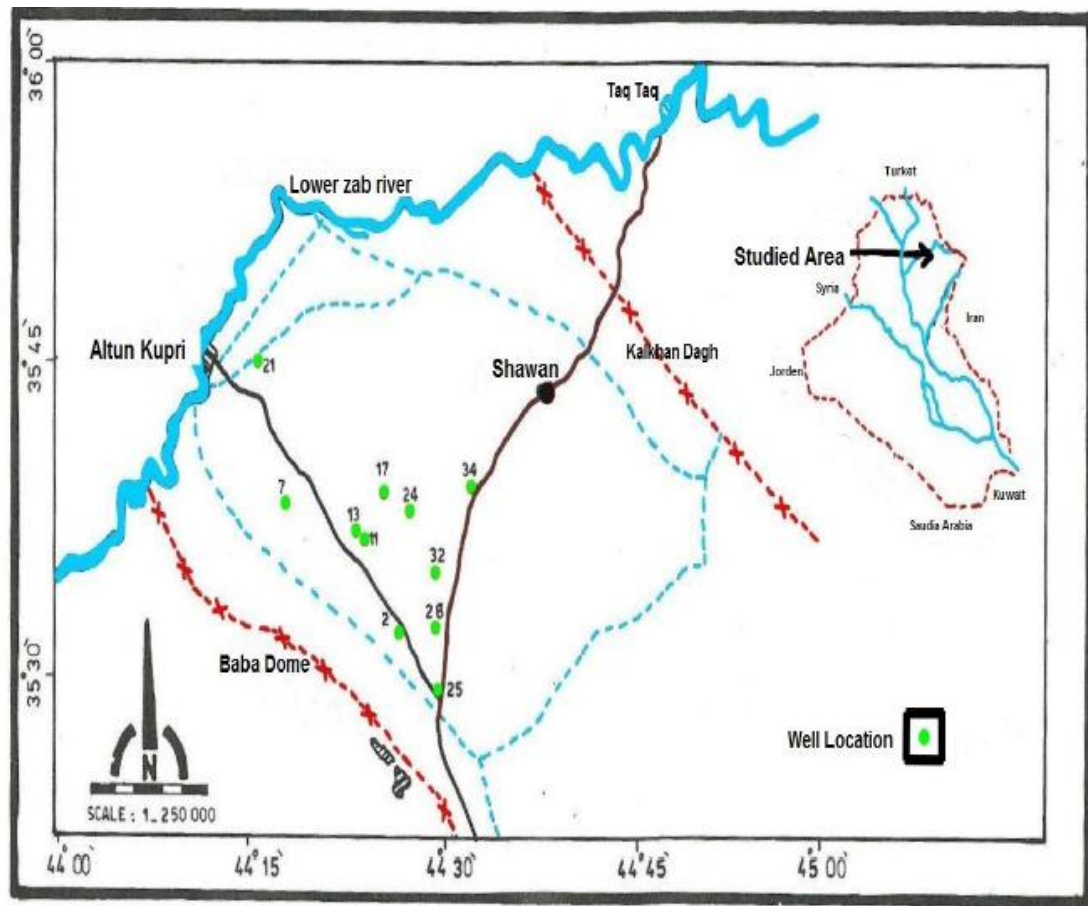 36° 00'
Taq Taq
Lower zab river
Turket
Studied Area
Syria
Iran
35° 45'
Altun Kupri
21
Shawan
Kalkhan Dagh
Jorden
17
34
7
24
13
11
Kuwait
Saudia Arabia
32
26
2
Baba Dome
35° 30'
25
Well Location
N
SCALE : 1_250 000
44° 00'
44° 15'
44° 30'
44° 45'
45° 00'